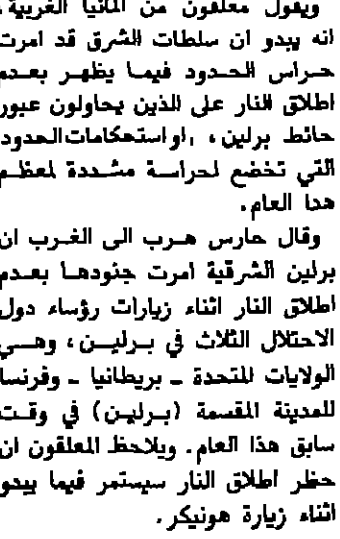 ويقول معلقون من المانيا الغربية،
انه يبدو ان سلطات الشرق قد امرت
حراس الحدود فيما يظهر بعدم
اطلاق النار على الذين يحاولون عبور
حائط برلين، او استحكامات الحدود
التي تخضع لحراسة مشددة لمعظم
هدا العام.
وقال حارس هرب الى الغرب ان
برلين الشرقية امرت جنودها بعدم
اطلاق النار اثناء زيارات رؤساء دول
الاحتلال الثلاث في برلين، وهي
الولايات المتحدة - بريطانيا - وفرنسا
للمدينة المقسمة (برلين) في وقت
سابق هذا العام. ويلاحظ المعلقون ان
حظر اطلاق النار سيستمر فيما يبدو
اثناء زيارة هونيكر.